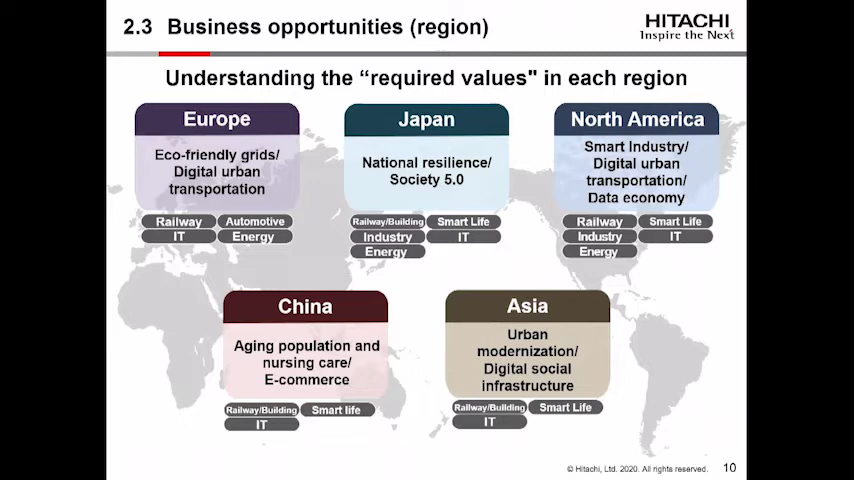 2.3 Business opportunities (region)
HITACHI
Inspire the Next
Understanding the “required values" in each region
Europe
Eco-friendly grids/
Digital urban
transportation
Railway Automotive
IT Energy
Japan
National resilience/
Society 5.0
Railway/Building Smart Life
Industry IT
Energy
North America
Smart Industry/
Digital urban
transportation/
Data economy
Railway Smart Life
Industry IT
Energy
China
Aging population and
nursing care/
E-commerce
Railway/Building Smart life
IT
Asia
Urban
modernization/
Digital social
infrastructure
Railway/Building Smart Life
IT
© Hitachi, Ltd. 2020. All rights reserved. 10